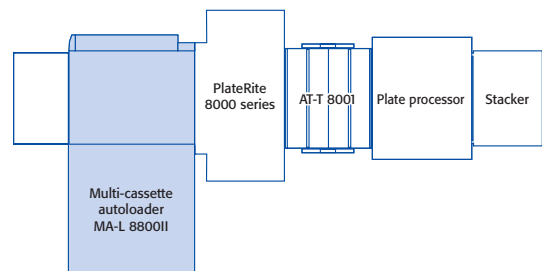 PlateRite
8000 series
AT-T 8001
Plate processor
Stacker
Multi-cassette
autoloader
MA-L 8800II